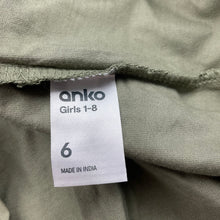 anko
Girls 1-8
6
MADE IN INDIA